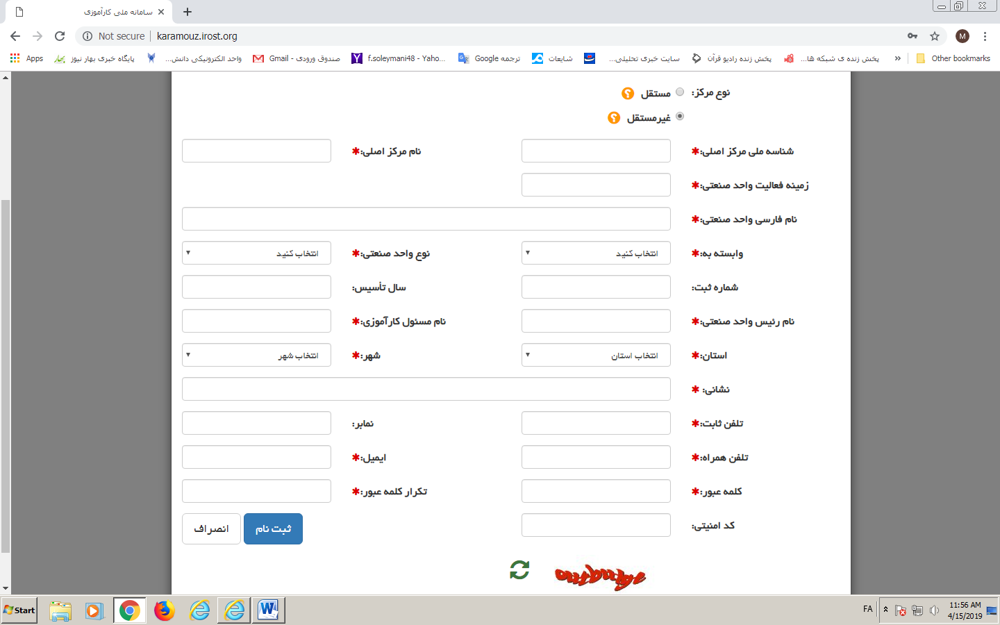 سامانه ملی کارآموزی
Not secure | karamouz.irost.org
M
Apps
پایگاه خبری بهار نیوز
واحد الکترونیکی دانش...
صندوق ورودی - Gmail
f.soleymani48 - Yaho...
ترجمه Google
شایعات
سایت خبری تحلیلی...
پخش زنده رادیو قرآن
پخش زنده ی شبکه ها...
»
Other bookmarks
نوع مرکز: مستقل ؟
غیرمستقل ؟
شناسه ملی مرکز اصلی:* نام مرکز اصلی:*
زمینه فعالیت واحد صنعتی:*
نام فارسی واحد صنعتی:*
وابسته به:* انتخاب کنید نوع واحد صنعتی:* انتخاب کنید
شماره ثبت: سال تأسیس:
نام رئیس واحد صنعتی:* نام مسئول کارآموزی:*
استان:* انتخاب استان شهر:* انتخاب شهر
نشانی: *
تلفن ثابت:* نمابر:
تلفن همراه:* ایمیل:*
کلمه عبور:* تکرار کلمه عبور:*
کد امنیتی: ثبت نام انصراف
Start
FA
11:56 AM
4/15/2019